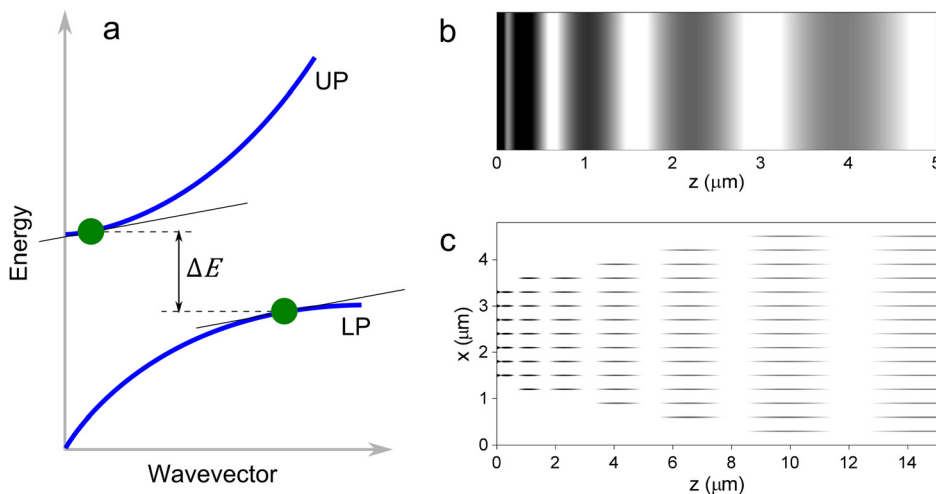 a
UP
ΔE
LP
Energy
Wavevector
b
0 1 2 3 4 5
z (μm)
c
4
3
2
1
0
x (μm)
0 2 4 6 8 10 12 14
z (μm)